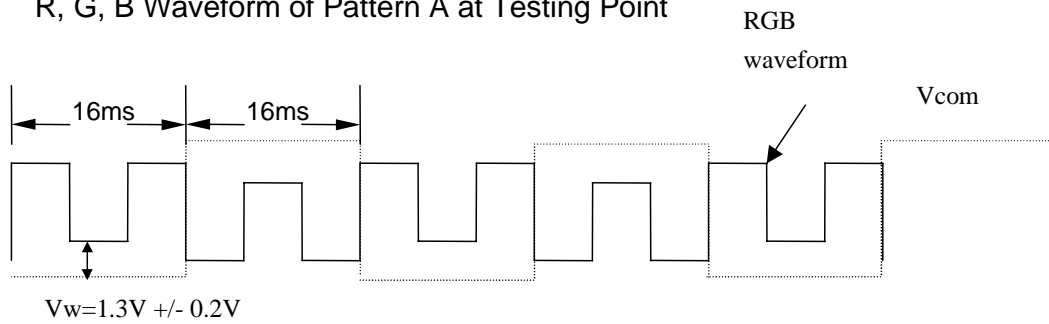 R, G, B Waveform of Pattern A at Testing Point
RGB
waveform
Vcom
16ms
16ms
Vw=1.3V +/- 0.2V